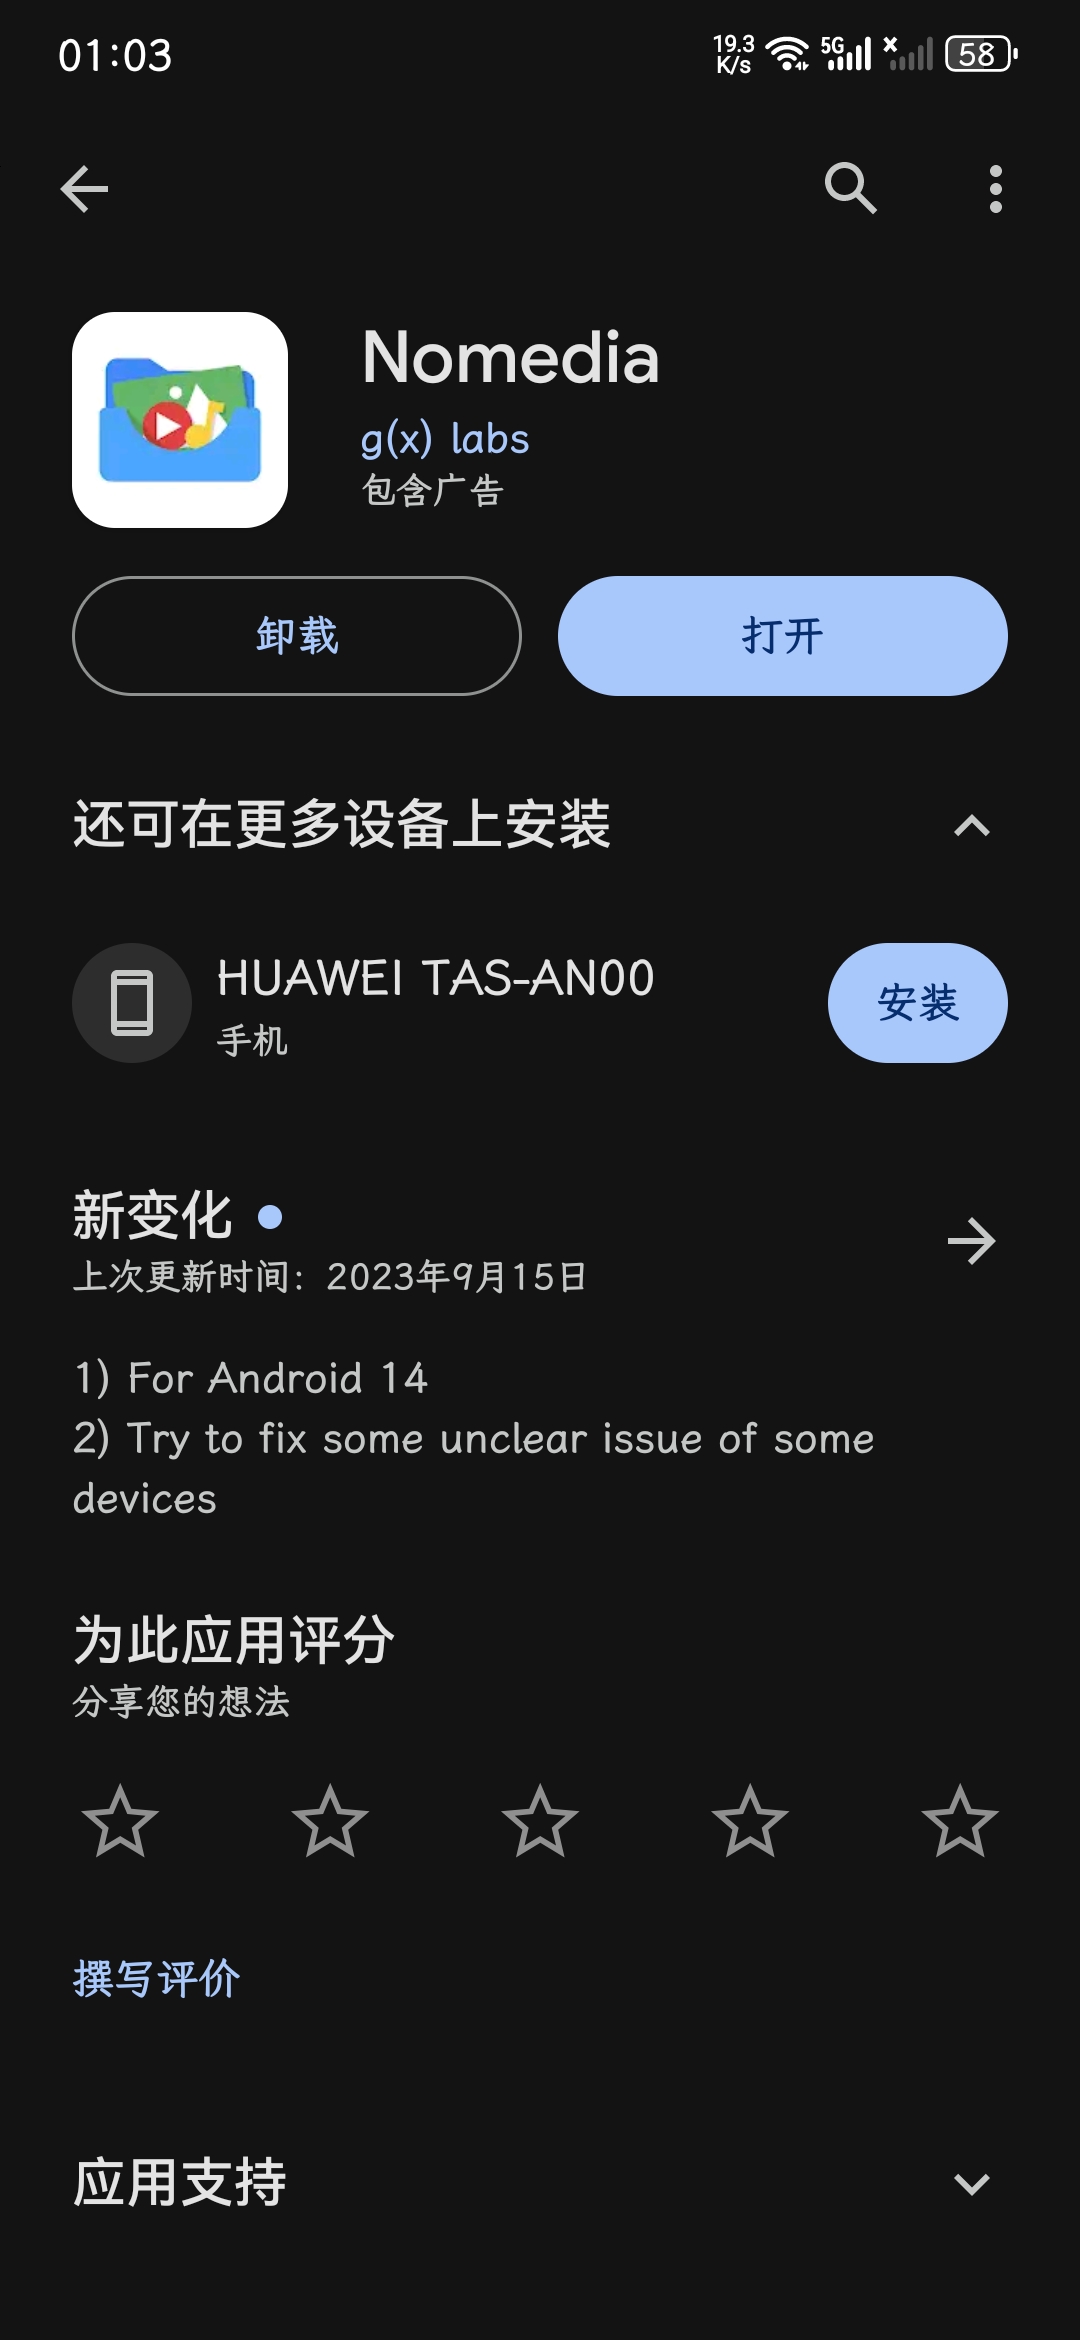 01:03
19.3 K/s 5G 58
Nomedia
g(x) labs
包含广告
卸载
打开
还可在更多设备上安装
HUAWEI TAS-AN00
手机
安装
新变化
上次更新时间：2023年9月15日
1) For Android 14
2) Try to fix some unclear issue of some
devices
为此应用评分
分享您的想法
撰写评价
应用支持